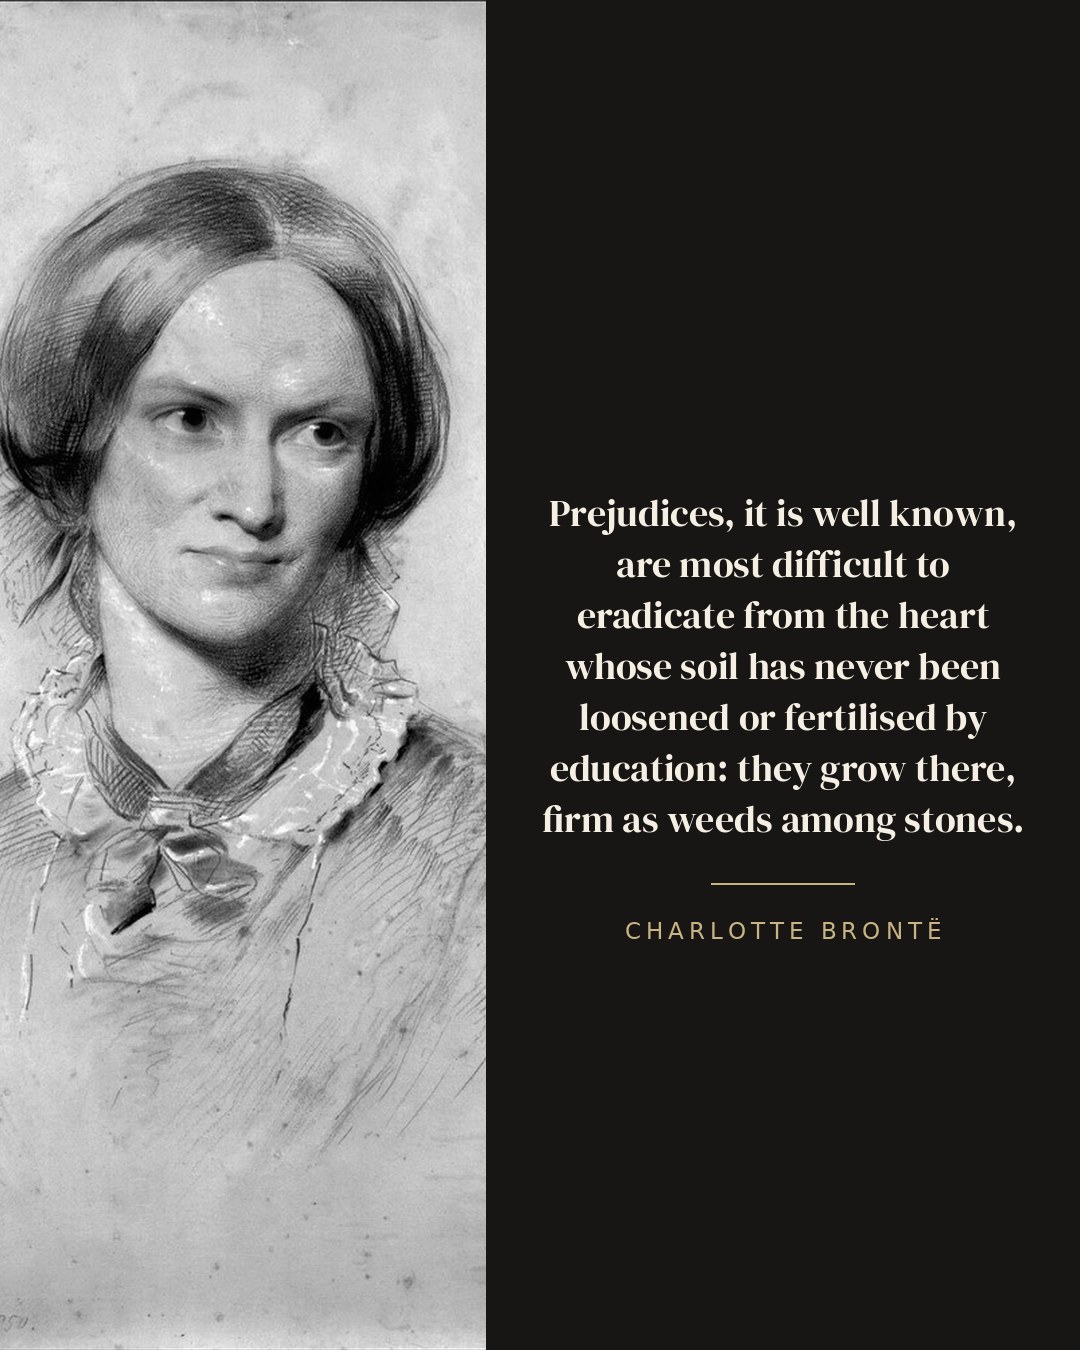 Prejudices, it is well known,
are most difficult to
eradicate from the heart
whose soil has never been
loosened or fertilised by
education: they grow there,
firm as weeds among stones.
CHARLOTTE BRONTË